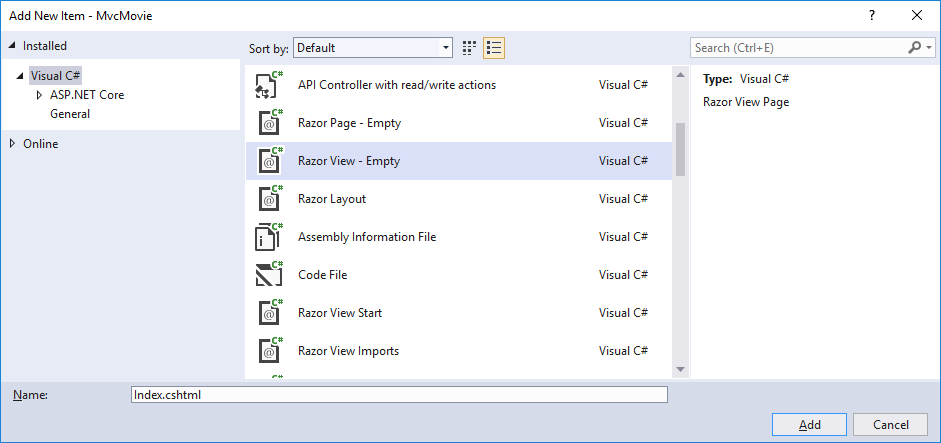 Add New Item - MvcMovie
?
Installed
Sort by: Default
Search (Ctrl+E)
Visual C#
ASP.NET Core
General
Online
C# API Controller with read/write actions Visual C#
C# @ Razor Page - Empty Visual C#
C# @ Razor View - Empty Visual C#
C# @ Razor Layout Visual C#
C# Assembly Information File Visual C#
C# Code File Visual C#
C# @ Razor View Start Visual C#
C# @ Razor View Imports Visual C#
Type: Visual C#
Razor View Page
Name: Index.cshtml
Add Cancel